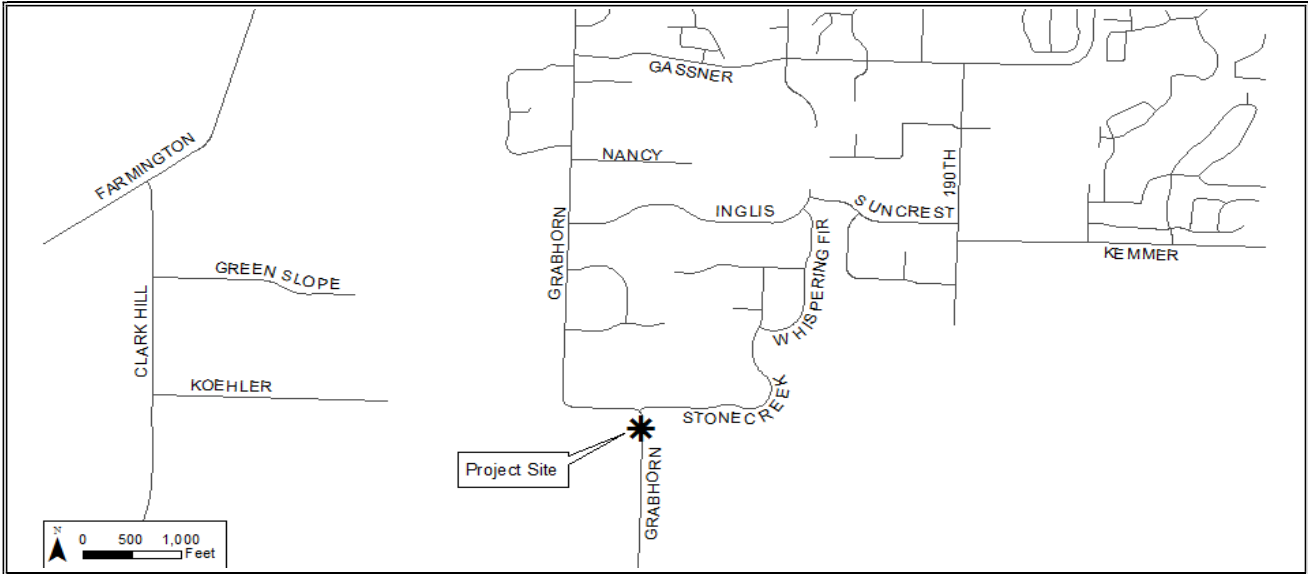 GASSNER
FARMINGTON
NANCY
190TH
INGLIS
SUNCREST
GRABHORN
WHISPERING FIR
KEMMER
GREEN SLOPE
CLARK HILL
KOEHLER
STONECREEK
Project Site
GRABHORN
N
0 500 1,000
Feet